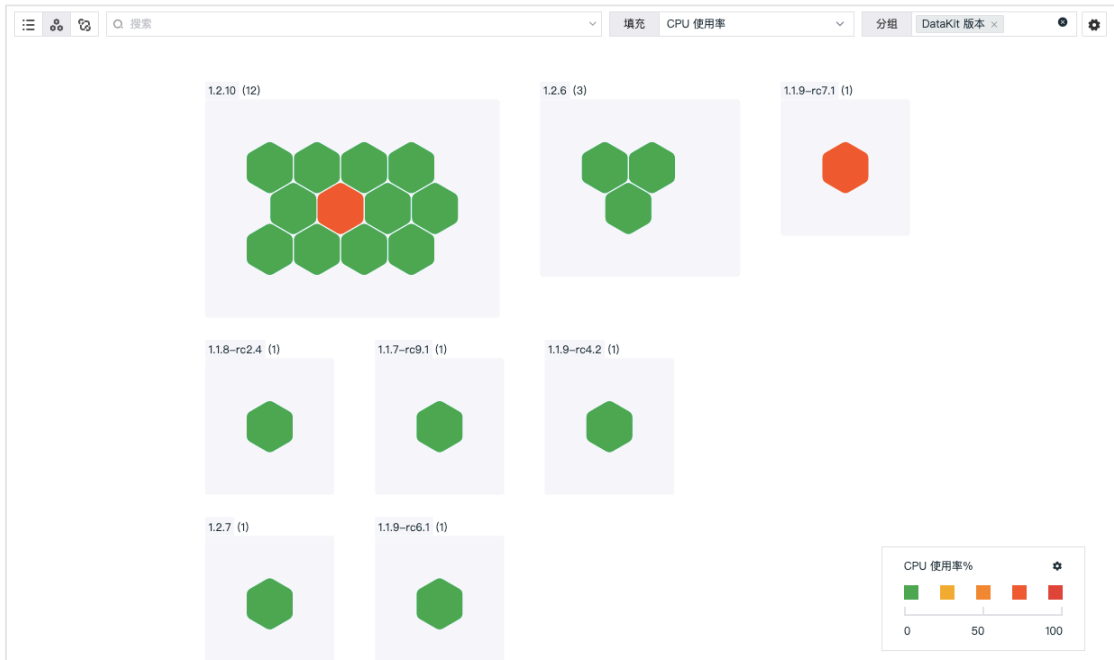 搜索 填充 CPU 使用率 分组 DataKit 版本 ×
1.2.10 (12) 1.2.6 (3) 1.1.9-rc7.1 (1)
1.1.8-rc2.4 (1) 1.1.7-rc9.1 (1) 1.1.9-rc4.2 (1)
1.2.7 (1) 1.1.9-rc6.1 (1)
CPU 使用率%
0 50 100